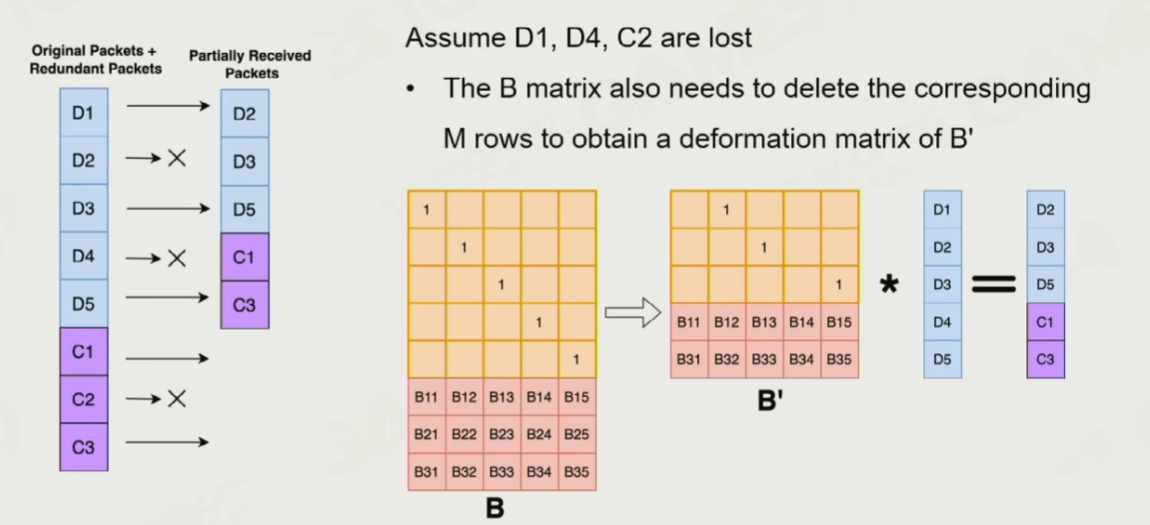 Original Packets +
Redundant Packets
D1
D2
D3
D4
D5
C1
C2
C3
Partially Received
Packets
D2
D3
D5
C1
C3
Assume D1, D4, C2 are lost
• The B matrix also needs to delete the corresponding
M rows to obtain a deformation matrix of B'
1
1
1
1
1
B11 B12 B13 B14 B15
B21 B22 B23 B24 B25
B31 B32 B33 B34 B35
B
1
1
1
B11 B12 B13 B14 B15
B31 B32 B33 B34 B35
B'
*
D1
D2
D3
D4
D5
=
D2
D3
D5
C1
C3